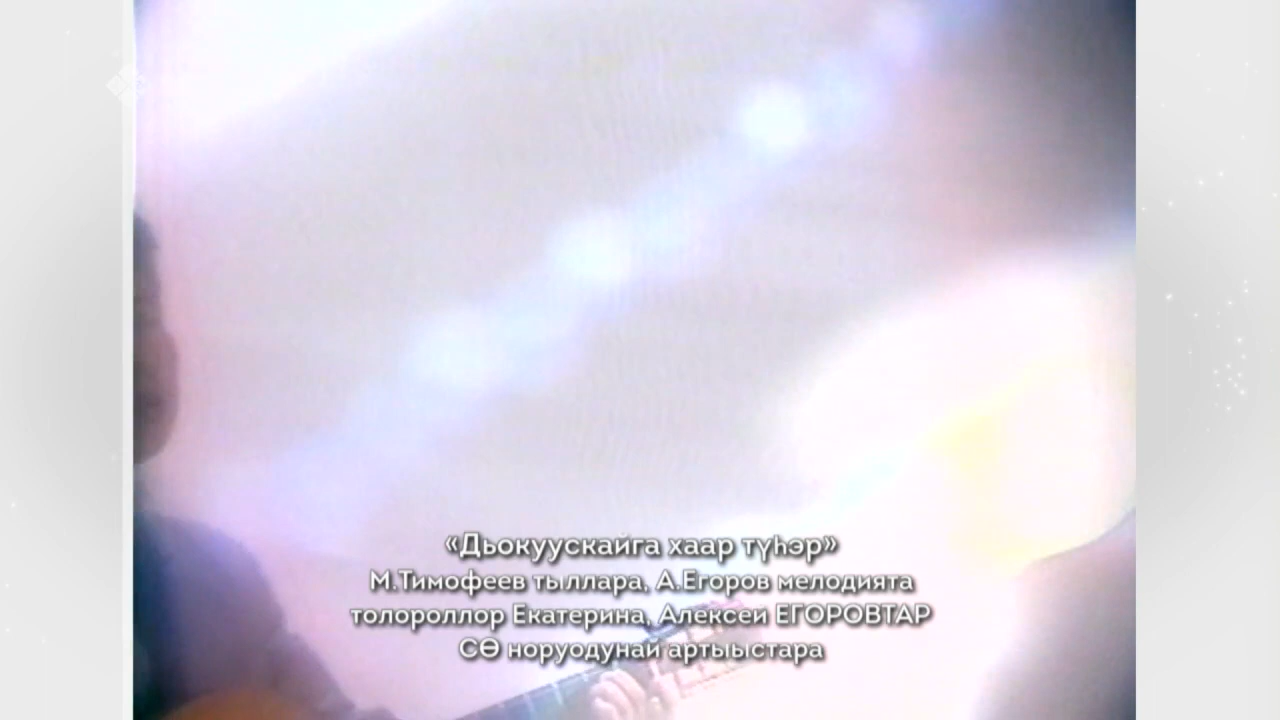 «Дьокуускайга хаар түһэр»
М.Тимофеев тыллара, А.Егоров мелодията
толороллор Екатерина, Алексей ЕГОРОВТАР
СӨ норуодунай артыыстара